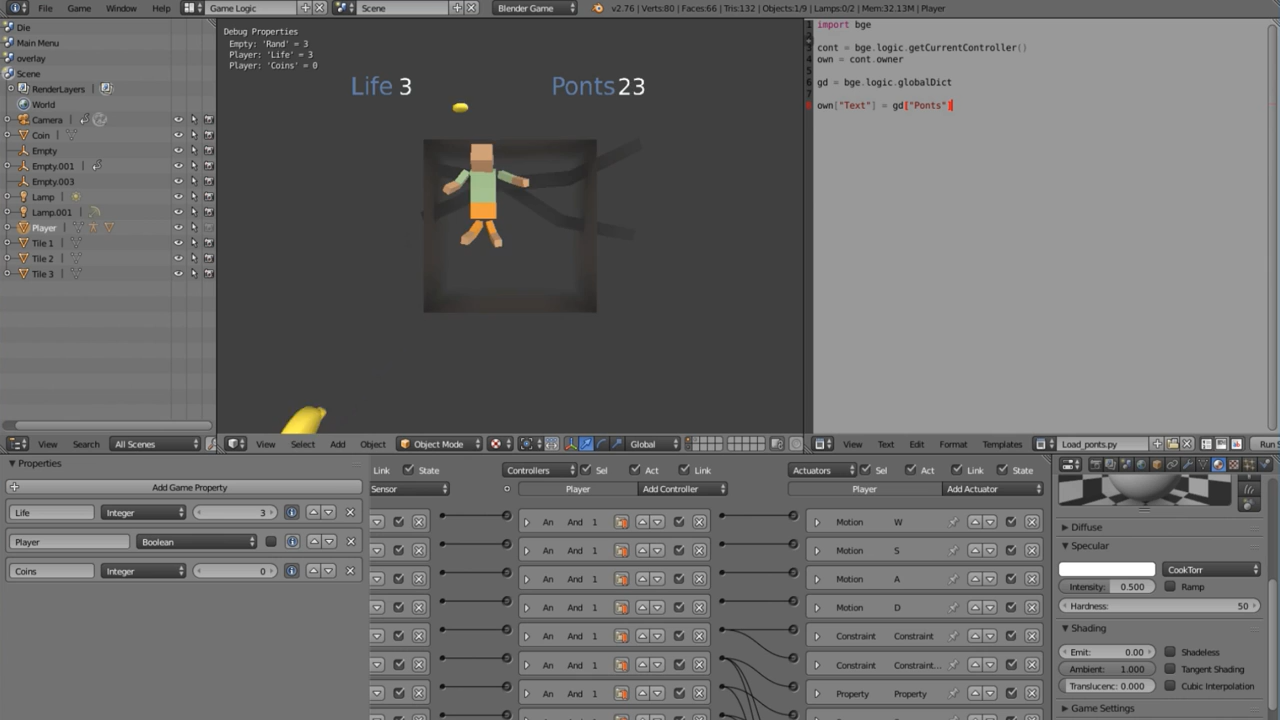 File Game Window Help Game Logic Scene Blender Game v2.76 | Verts:80 | Faces:66 | Tris:132 | Objects:1/9 | Lamps:0/2 | Mem:32.13M | Player
Die
Main Menu
overlay
Scene
RenderLayers |
World
Camera |
Coin |
Empty
Empty.001 |
Empty.003
Lamp |
Lamp.001 |
Player |
Tile 1 |
Tile 2 |
Tile 3 |
View Search All Scenes
Debug Properties
Empty: 'Rand' = 3
Player: 'Life' = 3
Player: 'Coins' = 0
Life 3 Ponts 23
View Select Add Object Object Mode Global
1 import bge
3 cont = bge.logic.getCurrentController()
4 own = cont.owner
6 gd = bge.logic.globalDict
7
own["Text"] = gd["Ponts"]
View Text Edit Format Templates Load_ponts.py Run S
Properties
Add Game Property
Life Integer 3
Player Boolean
Coins Integer 0
Link State Controllers Sel Act Link Actuators Sel Act Link State
Sensor Player Add Controller Player Add Actuator
An And 1 Motion W
An And 1 Motion S
An And 1 Motion A
An And 1 Motion D
An And 1 Constraint Constraint
An And 1 Constraint Constraint...
An And 1 Property Property
Diffuse
Specular
CookTorr
Intensity: 0.500 Ramp
Hardness: 50
Shading
Emit: 0.00 Shadeless
Ambient: 1.000 Tangent Shading
Translucenc: 0.000 Cubic Interpolation
Game Settings